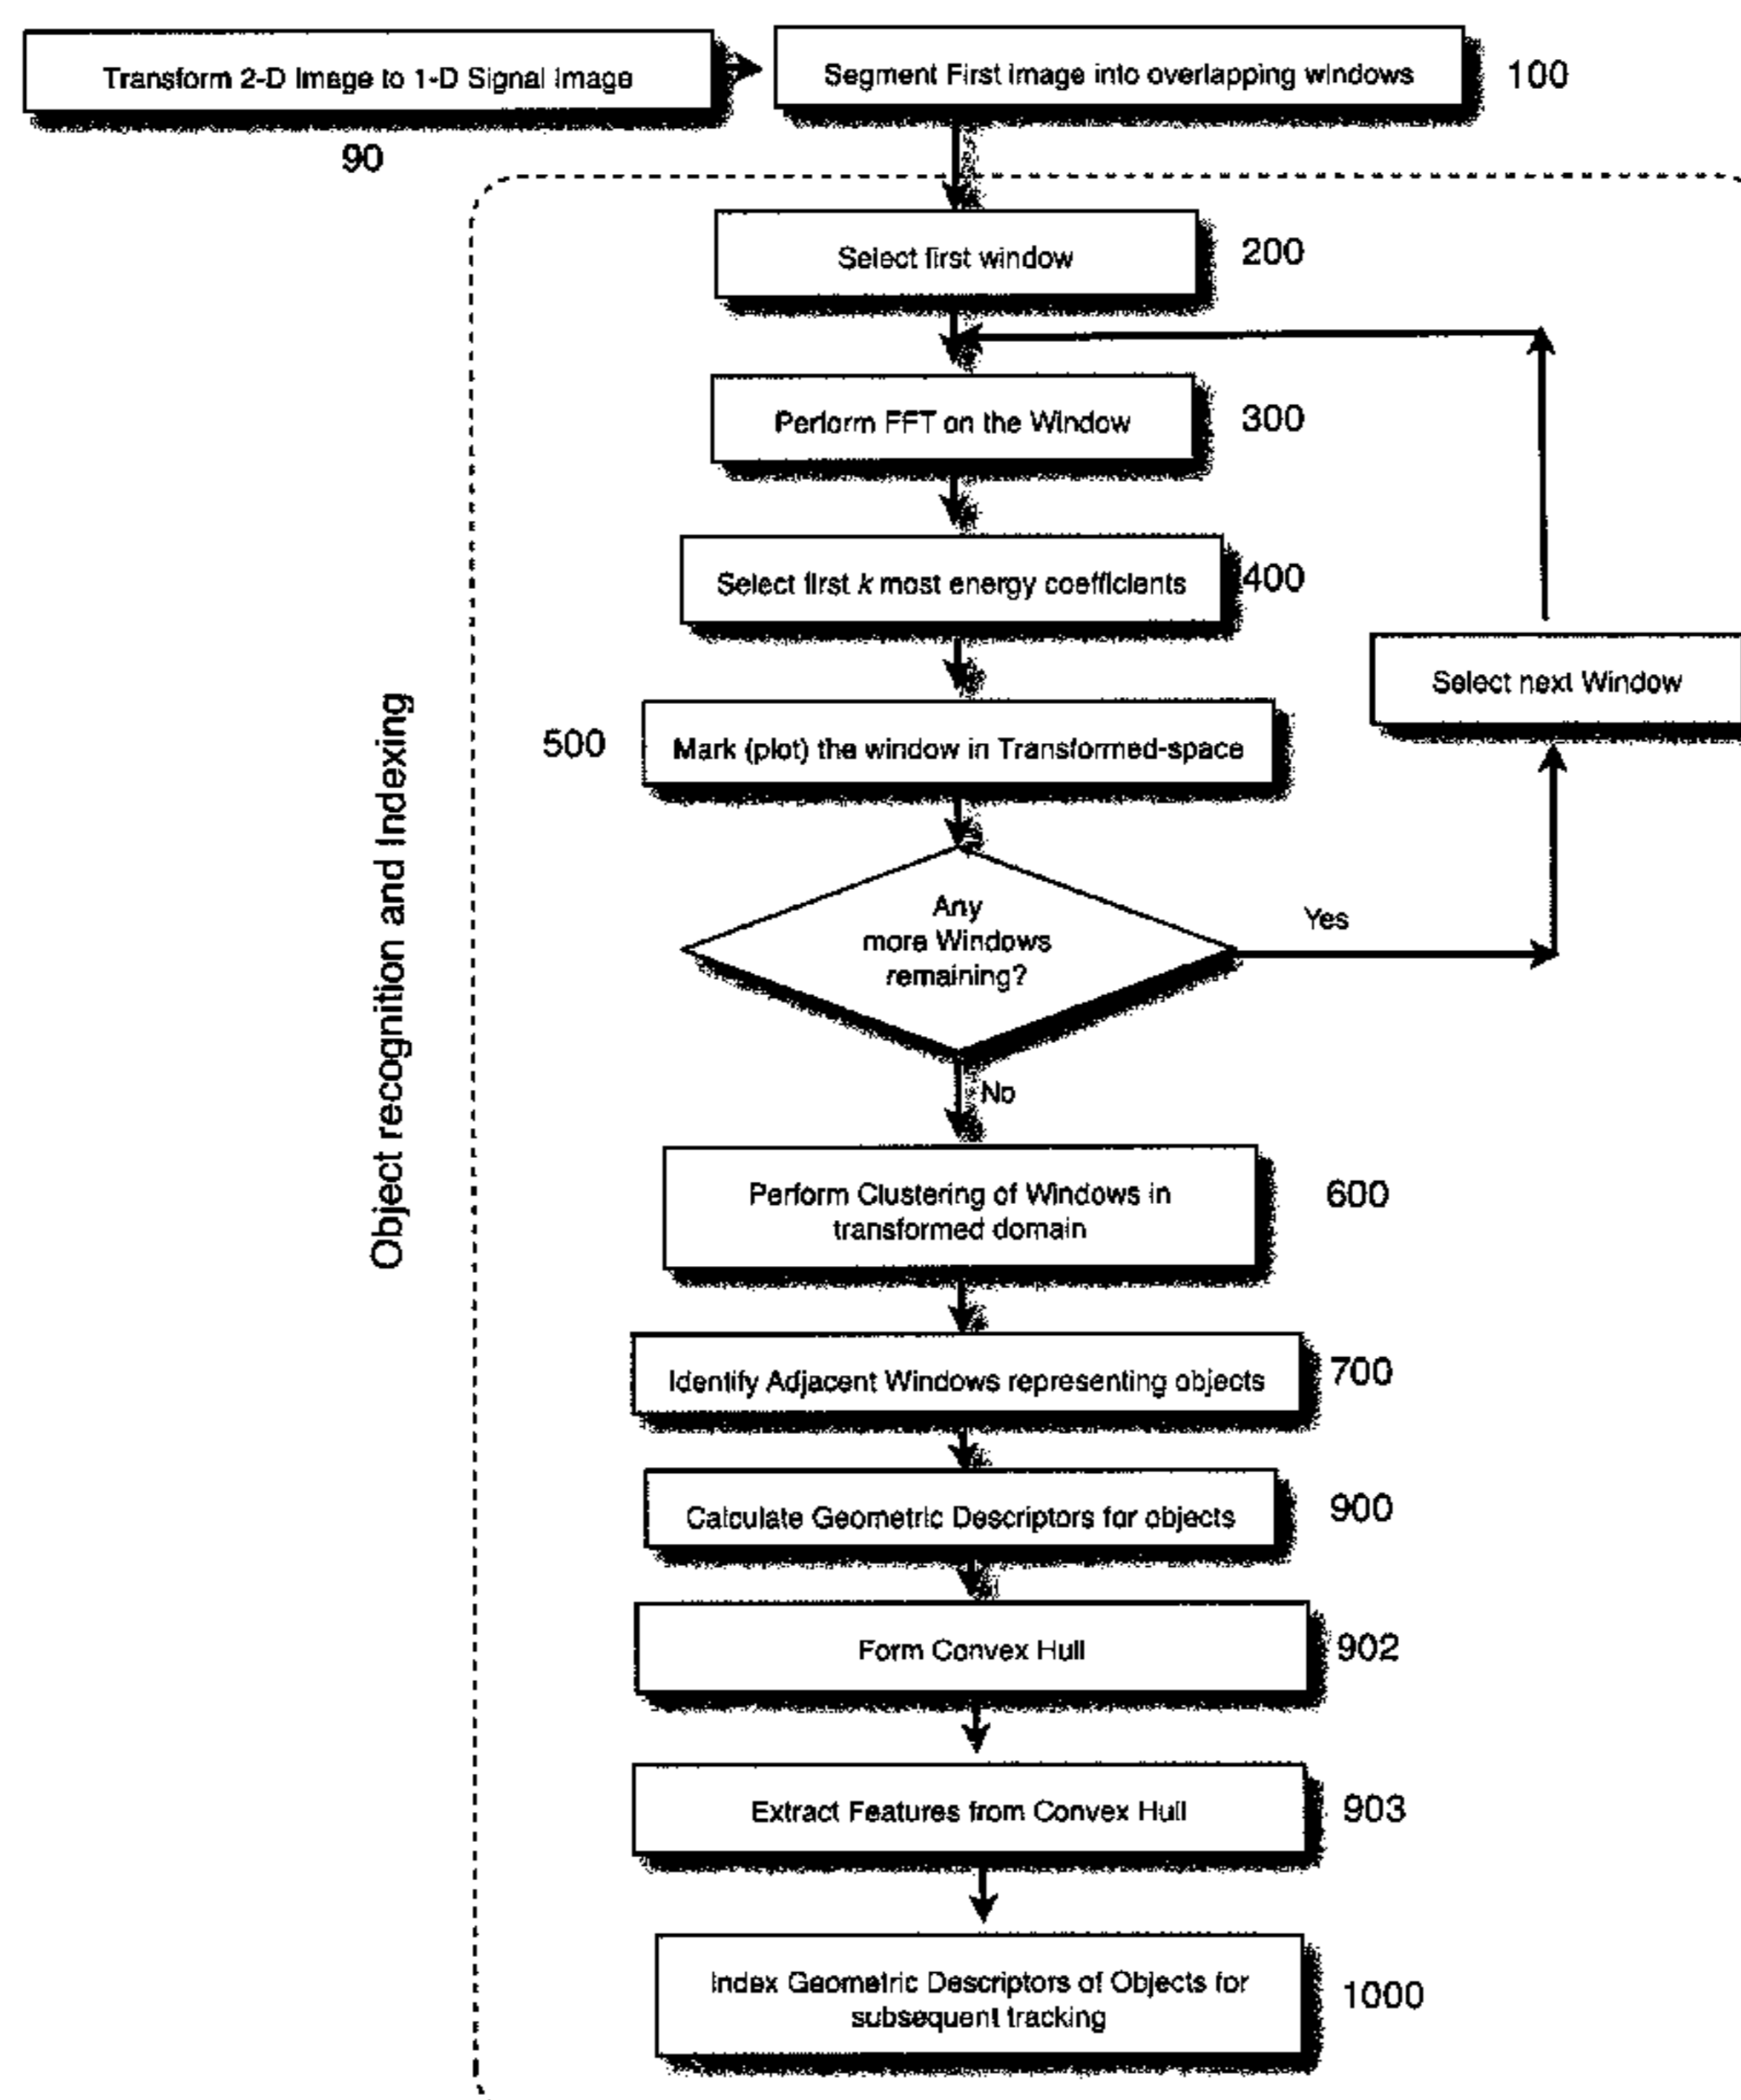 Transform 2-D Image to 1-D Signal Image
90
Segment First image into overlapping windows
100
Select first window
200
Perform FFT on the Window
300
Select first k most energy coefficients
400
Select next Window
500
Mark (plot) the window in Transformed-space
Any
more Windows
remaining?
Yes
No
Object recognition and Indexing
Perform Clustering of Windows in
transformed domain
600
Identify Adjacent Windows representing objects
700
Calculate Geometric Descriptors for objects
900
Form Convex Hull
902
Extract Features from Convex Hull
903
Index Geometric Descriptors of Objects for
subsequent tracking
1000